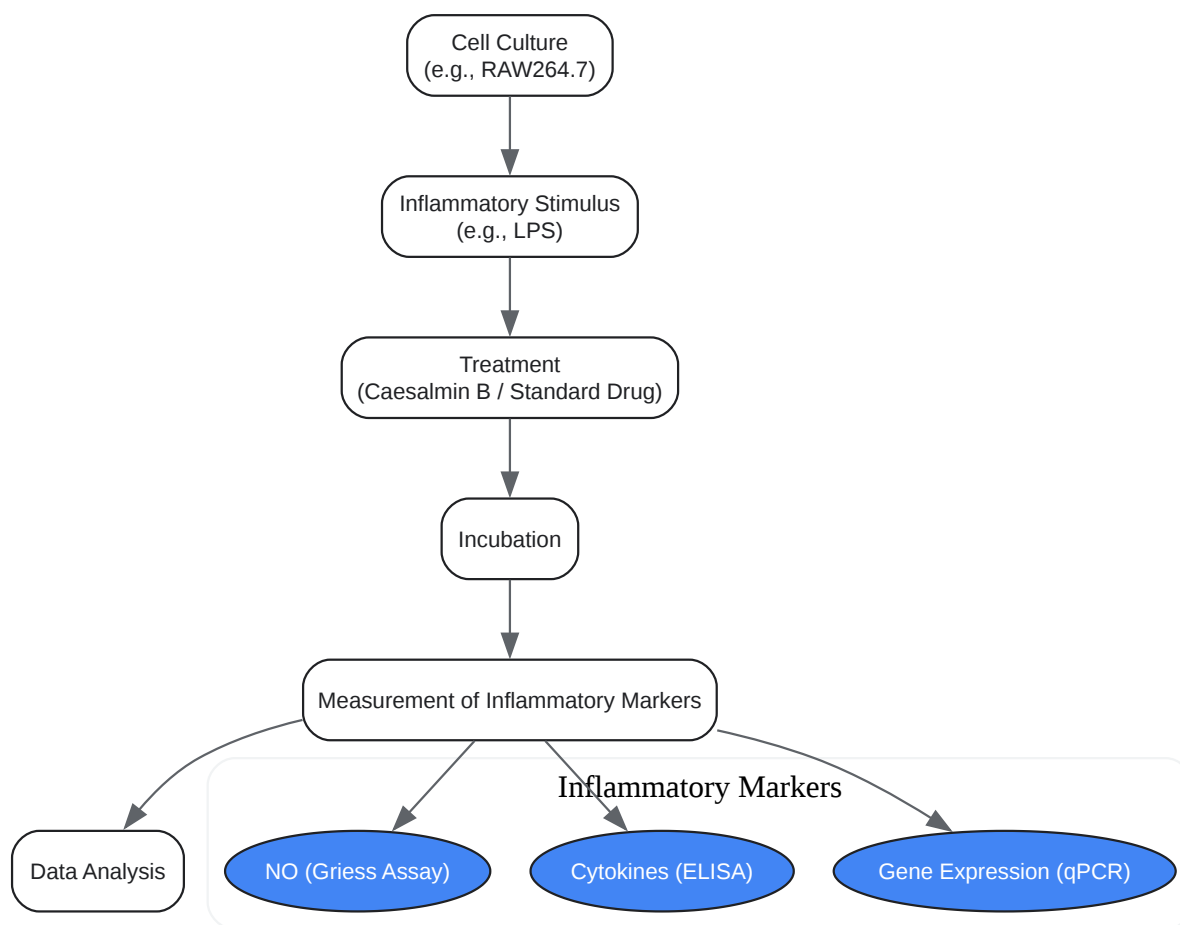 Cell Culture
(e.g., RAW264.7)
Inflammatory Stimulus
(e.g., LPS)
Treatment
(Caesalmin B / Standard Drug)
Incubation
Measurement of Inflammatory Markers
Inflammatory Markers
Data Analysis
NO (Griess Assay)
Cytokines (ELISA)
Gene Expression (qPCR)